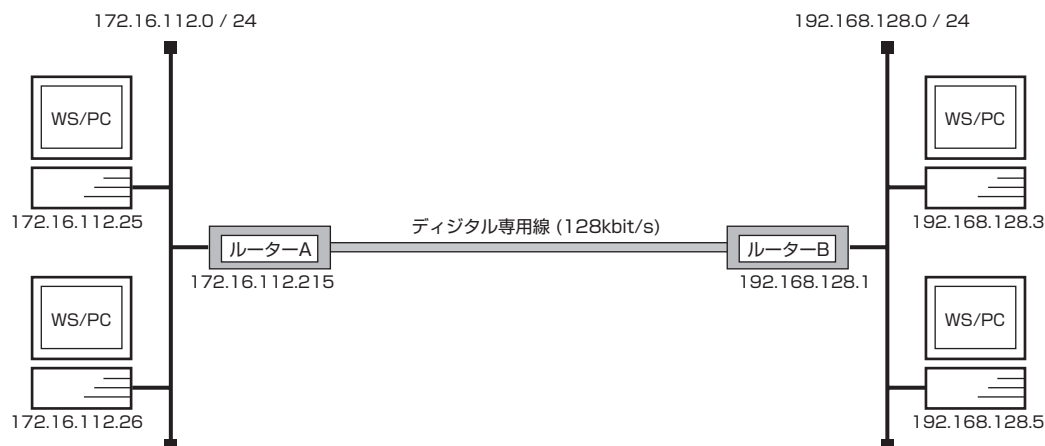 172.16.112.0 / 24
192.168.128.0 / 24
WS/PC
WS/PC
172.16.112.25
192.168.128.3
ディジタル専用線 (128kbit/s)
ルーターA
ルーターB
172.16.112.215
192.168.128.1
WS/PC
WS/PC
172.16.112.26
192.168.128.5